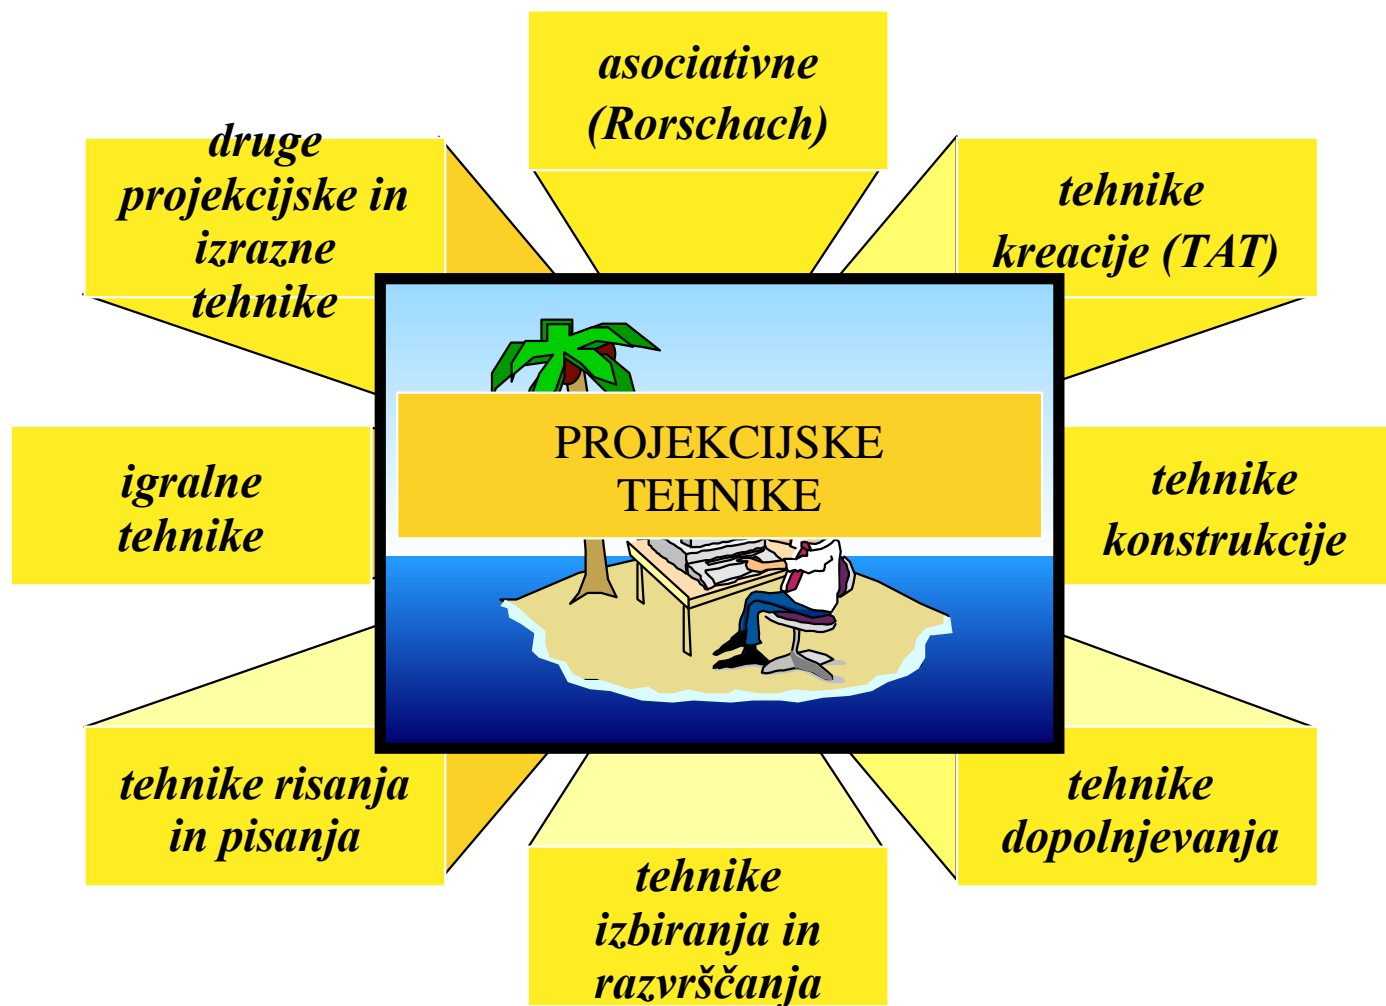 asociativne
(Rorschach)
druge
projekcijske in
izrazne
tehnike
tehnike
kreacije (TAT)
PROJEKCIJSKE
TEHNIKE
igralne
tehnike
tehnike
konstrukcije
tehnike risanja
in pisanja
tehnike
dopolnjevanja
tehnike
izbiranja in
razvrščanja